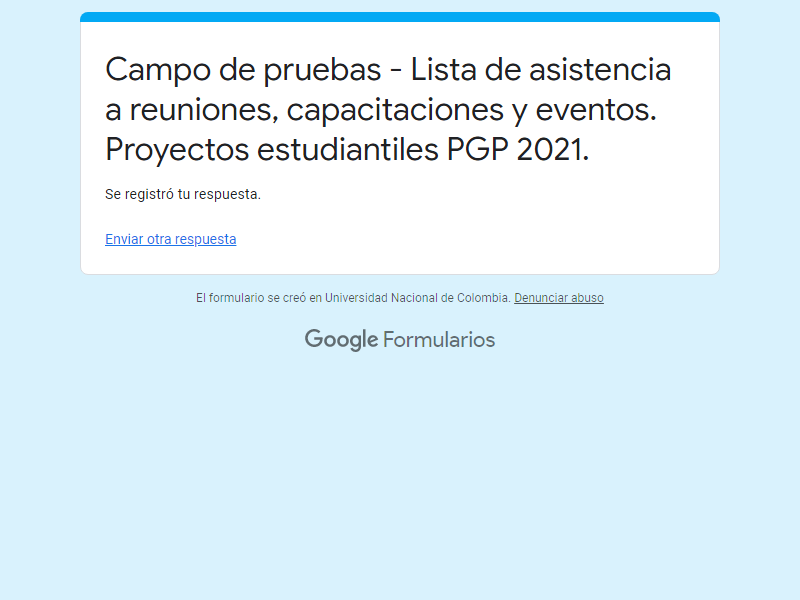 Campo de pruebas - Lista de asistencia
a reuniones, capacitaciones y eventos.
Proyectos estudiantiles PGP 2021.
Se registró tu respuesta.
Enviar otra respuesta
El formulario se creó en Universidad Nacional de Colombia. Denunciar abuso
Google Formularios